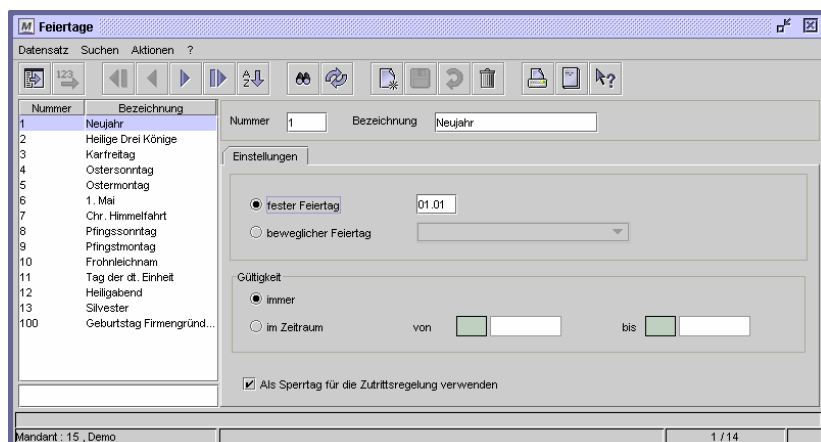 M Feiertage
Datensatz Suchen Aktionen ?
123 A Z ?
Nummer Bezeichnung
1 Neujahr
2 Heilige Drei Könige
3 Karfreitag
4 Ostersonntag
5 Ostermontag
6 1. Mai
7 Chr. Himmelfahrt
8 Pfingssonntag
9 Pfingstmontag
10 Frohnleichnam
11 Tag der dt. Einheit
12 Heiligabend
13 Silvester
100 Geburtstag Firmengründ...
Nummer 1 Bezeichnung Neujahr
Einstellungen
fester Feiertag 01.01
beweglicher Feiertag
Gültigkeit
immer
im Zeitraum von bis
Als Sperrtag für die Zutrittsregelung verwenden
Mandant : 15 , Demo 1 / 14